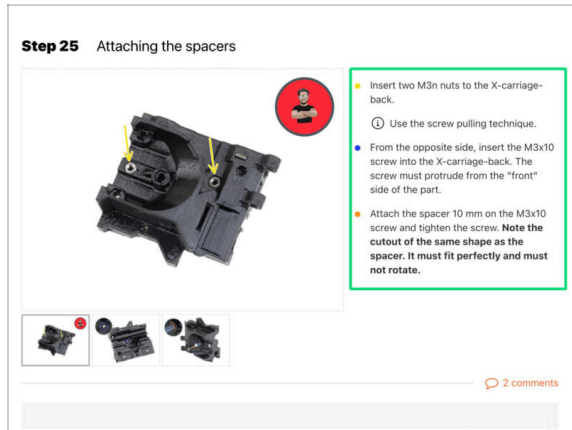 Step 25 Attaching the spacers
Insert two M3n nuts to the X-carriage-
back.
Use the screw pulling technique.
From the opposite side, insert the M3x10
screw into the X-carriage-back. The
screw must protrude from the "front"
side of the part.
Attach the spacer 10 mm on the M3x10
screw and tighten the screw. Note the
cutout of the same shape as the
spacer. It must fit perfectly and must
not rotate.
2 comments